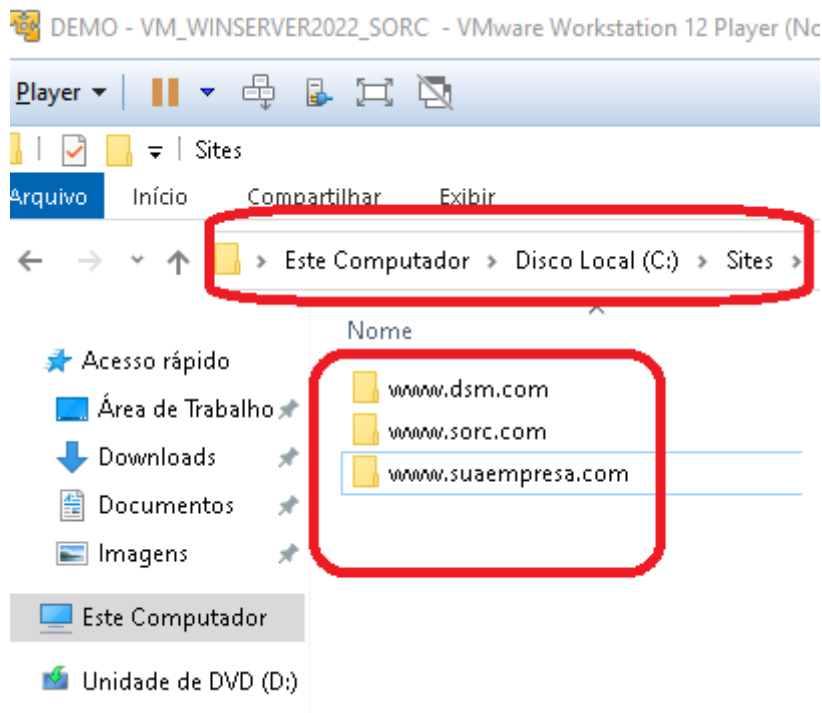 DEMO - VM_WINSERVER2022_SORC - VMware Workstation 12 Player (No
Player
Sites
Arquivo Início Compartilhar Exibir
Este Computador Disco Local (C:) Sites
Nome
Acesso rápido
www.dsm.com
Área de Trabalho
www.sorc.com
Downloads
www.suaempresa.com
Documentos
Imagens
Este Computador
Unidade de DVD (D:)